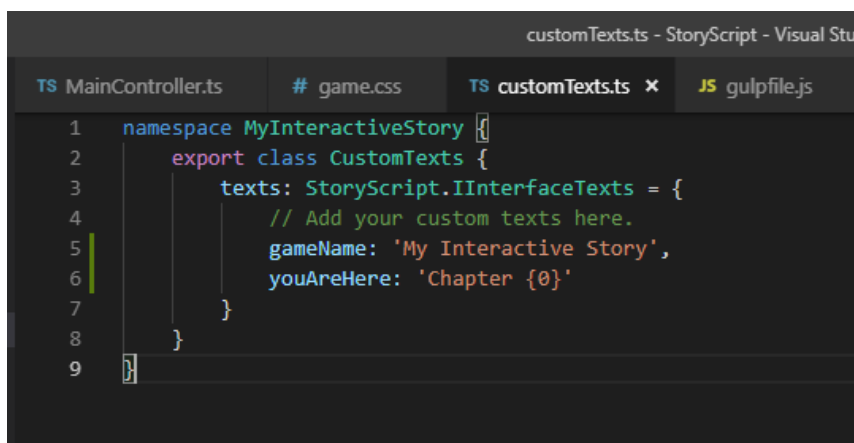 customTexts.ts - StoryScript - Visual Stu
TS MainController.ts # game.css TS customTexts.ts × JS gulpfile.js
1 namespace MyInteractiveStory {
2 export class CustomTexts {
3 texts: StoryScript.IInterfaceTexts = {
4 // Add your custom texts here.
5 gameName: 'My Interactive Story',
6 youAreHere: 'Chapter {0}'
7 }
8 }
9 }